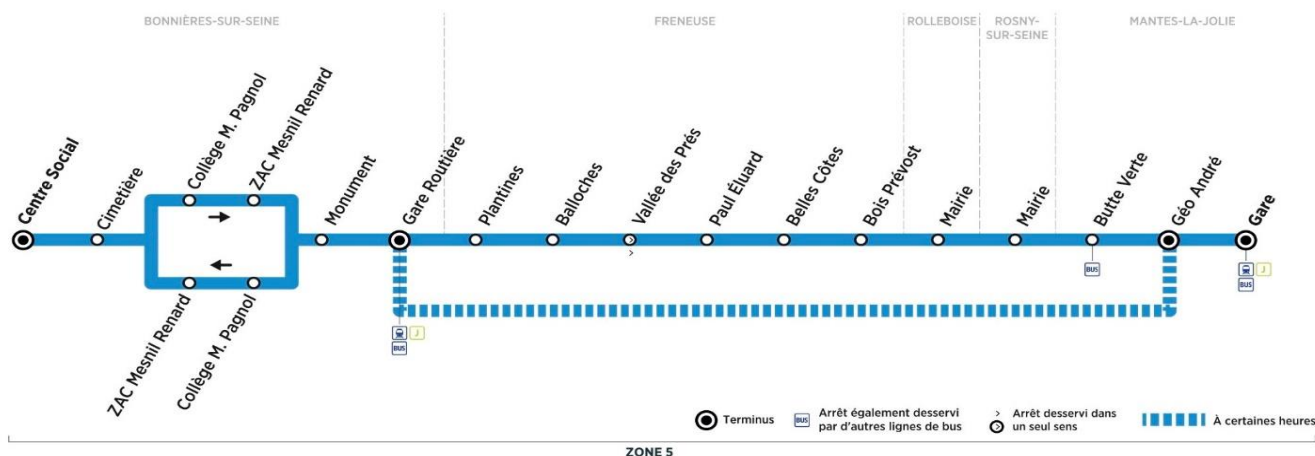 BONNIÈRES-SUR-SEINE
FRENEUSE
ROLLEBOISE
ROSNY-
SUR-SEINE
MANTES-LA-JOLIE
Centre Social
Cimetière
Collège M. Pagnol
ZAC Mesnil Renard
ZAC Mesnil Renard
Collège M. Pagnol
Monument
Gare Routière
Plantines
Balloches
Vallée des Prés
Paul Éluard
Belles Côtes
Bois Prévost
Mairie
Mairie
Butte Verte
Géo André
Gare
J
BUS
BUS
J
BUS
Terminus
BUS
Arrêt également desservi
par d'autres lignes de bus
Arrêt desservi dans
un seul sens
À certaines heures
ZONE 5